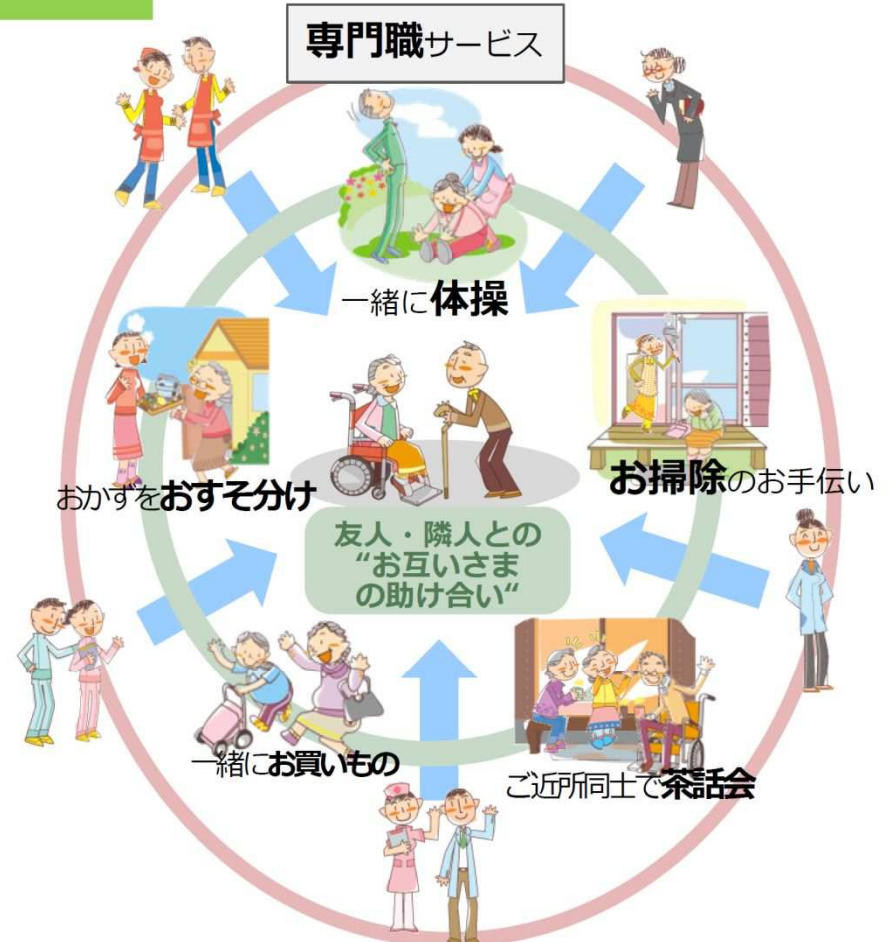 専門職サービス
一緒に体操
おかずをおすそ分け
お掃除のお手伝い
友人・隣人との
“お互いさま
の助け合い“
一緒にお買いもの
ご近所同士で茶話会